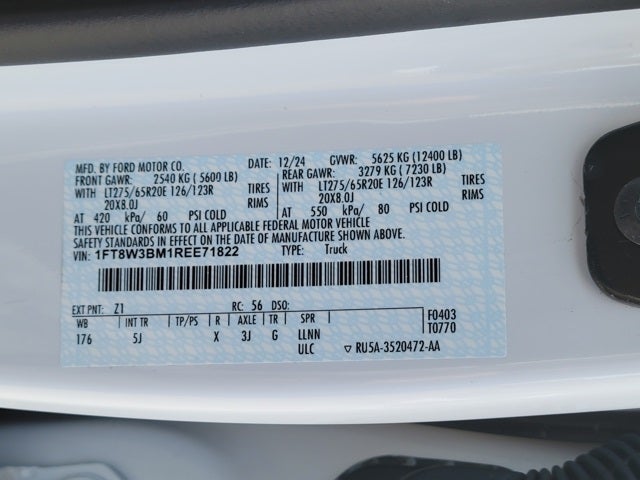 MFD. BY FORD MOTOR CO. 12/24 GVWR: 5625 KG (12400 LB)
FRONT GAWR: 2540 KG ( 5600 LB) REAR GAWR: 3279 KG ( 7230 LB)
WITH LT275/65R20E 126/123R TIRES WITH LT275/65R20E 126/123R TIRES
20X8.0J RIMS 20X8.0J RIMS
AT 420 kPa/ 60 PSI COLD AT 550 kPa/ 80 PSI COLD
THIS VEHICLE CONFORMS TO ALL APPLICABLE FEDERAL MOTOR VEHICLE
SAFETY STANDARDS IN EFFECT ON THE DATE OF MANUFACTURE SHOWN ABOVE.
VIN: 1FT8W3BM1REE71822 TYPE: Truck
EXT PNT: Z1 RC: 56 DSO: F0403
WB INT TR TP/PS R AXLE TR SPR T0770
176 5J X 3J G LLNN
ULC ▽ RU5A-3520472-AA